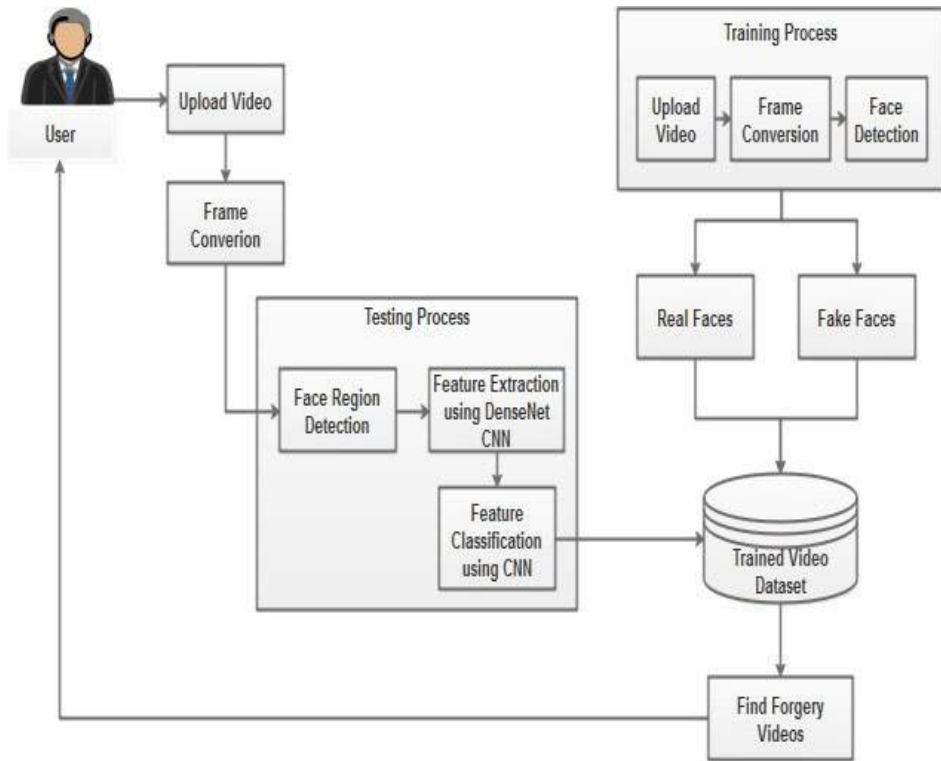 User
Upload Video
Frame
Converion
Testing Process
Face Region
Detection
Feature Extraction
using DenseNet
CNN
Feature
Classification
using CNN
Training Process
Upload
Video
Frame
Conversion
Face
Detection
Real Faces
Fake Faces
Trained Video
Dataset
Find Forgery
Videos